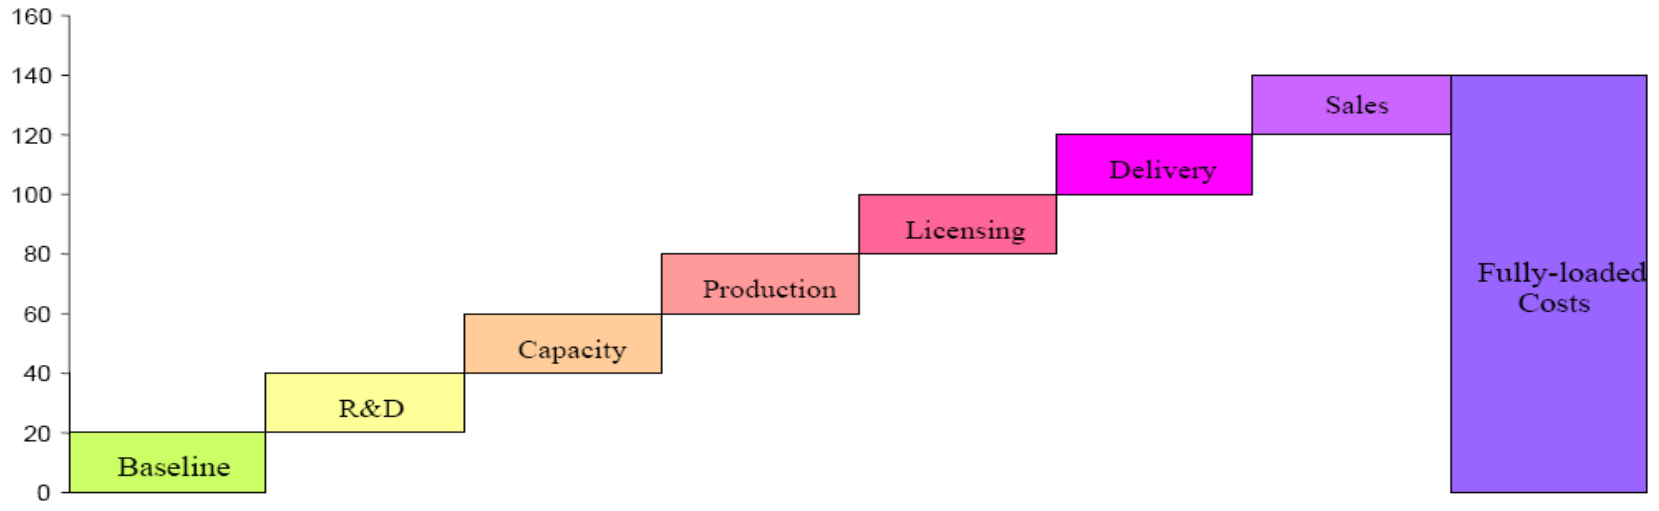 160
140
120
100
80
60
40
20
0
Sales
Delivery
Licensing
Fully-loaded
Costs
Production
Capacity
R&D
Baseline